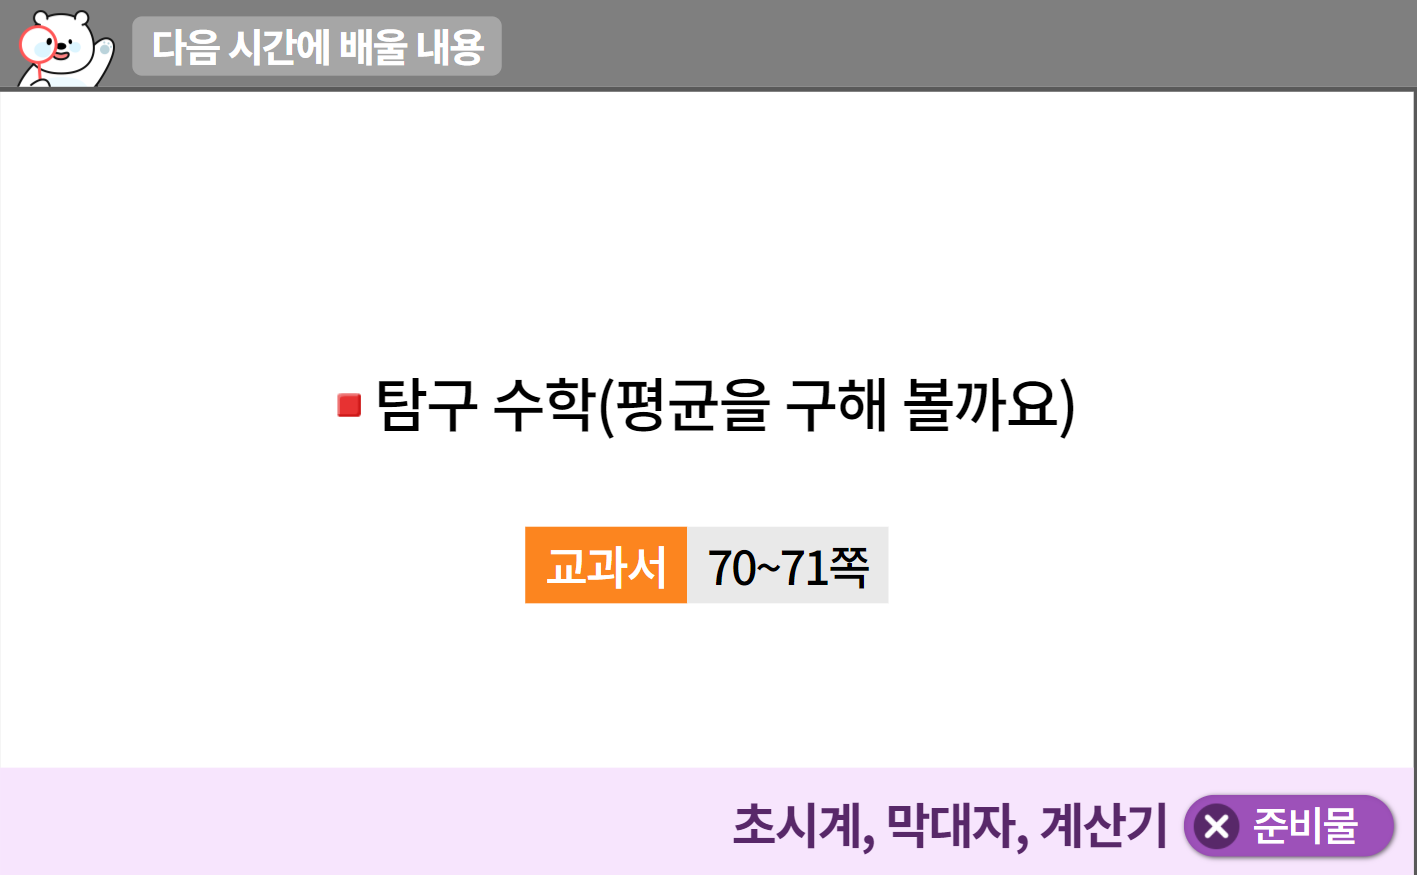 다음 시간에 배울 내용
탐구 수학(평균을 구해 볼까요)
교과서 70~71쪽
초시계, 막대자, 계산기 준비물